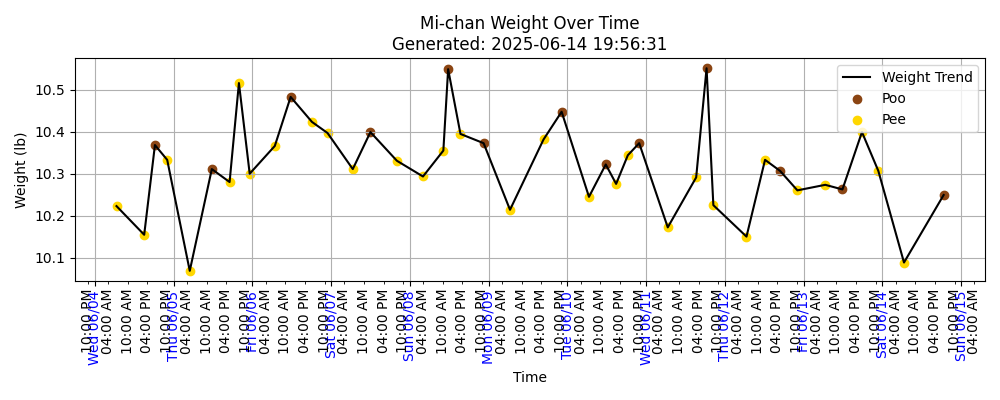 Mi-chan Weight Over Time
Generated: 2025-06-14 19:56:31
Weight Trend
Poo
Pee
Weight (lb)
10.5
10.4
10.3
10.2
10.1
10:00 PM
Wed 06/04
04:00 AM
10:00 AM
04:00 PM
10:00 PM
Thu 06/05
04:00 AM
10:00 AM
04:00 PM
10:00 PM
Fri 06/06
04:00 AM
10:00 AM
04:00 PM
10:00 PM
Sat 06/07
04:00 AM
10:00 AM
04:00 PM
10:00 PM
Sun 06/08
04:00 AM
10:00 AM
04:00 PM
10:00 PM
Mon 06/09
04:00 AM
10:00 AM
04:00 PM
10:00 PM
Tue 06/10
04:00 AM
10:00 AM
04:00 PM
10:00 PM
Wed 06/11
04:00 AM
10:00 AM
04:00 PM
10:00 PM
Thu 06/12
04:00 AM
10:00 AM
04:00 PM
10:00 PM
Fri 06/13
04:00 AM
10:00 AM
04:00 PM
10:00 PM
Sat 06/14
04:00 AM
10:00 AM
04:00 PM
10:00 PM
Sun 06/15
04:00 AM
Time